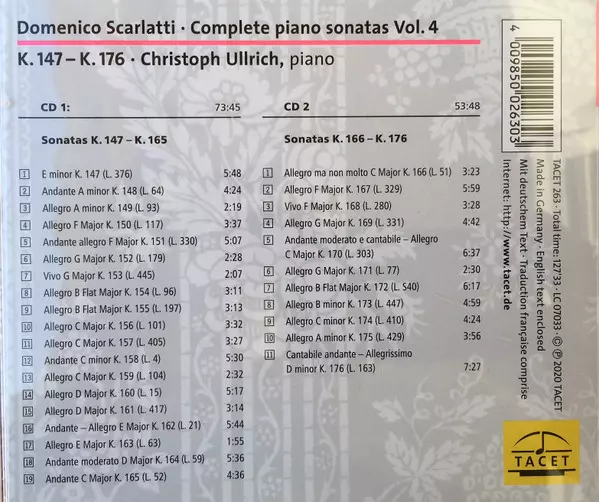 Domenico Scarlatti · Complete piano sonatas Vol. 4
K. 147 – K. 176 · Christoph Ullrich, piano
CD 1: 73:45
Sonatas K. 147 – K. 165
1 E minor K. 147 (L. 376) 5:48
2 Andante A minor K. 148 (L. 64) 4:24
3 Allegro A minor K. 149 (L. 93) 2:19
4 Allegro F Major K. 150 (L. 117) 3:37
5 Andante allegro F Major K. 151 (L. 330) 5:07
6 Allegro G Major K. 152 (L. 179) 2:28
7 Vivo G Major K. 153 (L. 445) 2:07
8 Allegro B Flat Major K. 154 (L. 96) 3:11
9 Allegro B Flat Major K. 155 (L. 197) 3:13
10 Allegro C Major K. 156 (L. 101) 3:32
11 Allegro C Major K. 157 (L. 405) 3:27
12 Andante C minor K. 158 (L. 4) 5:30
13 Allegro C Major K. 159 (L. 104) 2:32
14 Allegro D Major K. 160 (L. 15) 5:17
15 Allegro D Major K. 161 (L. 417) 3:14
16 Andante – Allegro E Major K. 162 (L. 21) 5:44
17 Allegro E Major K. 163 (L. 63) 1:55
18 Andante moderato D Major K. 164 (L. 59) 5:36
19 Andante C Major K. 165 (L. 52) 4:36
CD 2 53:48
Sonatas K. 166 – K. 176
1 Allegro ma non molto C Major K. 166 (L. 51) 3:23
2 Allegro F Major K. 167 (L. 329) 5:59
3 Vivo F Major K. 168 (L. 280) 3:28
4 Allegro G Major K. 169 (L. 331) 4:42
5 Andante moderato e cantabile – Allegro
C Major K. 170 (L. 303) 6:37
6 Allegro G Major K. 171 (L. 77) 2:30
7 Allegro B Flat Major K. 172 (L. S40) 6:17
8 Allegro B minor K. 173 (L. 447) 4:59
9 Allegro C minor K. 174 (L. 410) 4:24
10 Allegro A minor K. 175 (L. 429) 3:56
11 Cantabile andante – Allegrissimo
D minor K. 176 (L. 163) 7:27
4 009850 026303
TACET 263 · Total time: 127'33 · LC 07033 · © ℗ 2020 TACET
Made in Germany · English text enclosed
Mit deutschem Text · Traduction française comprise
Internet: http://www.tacet.de
TACET